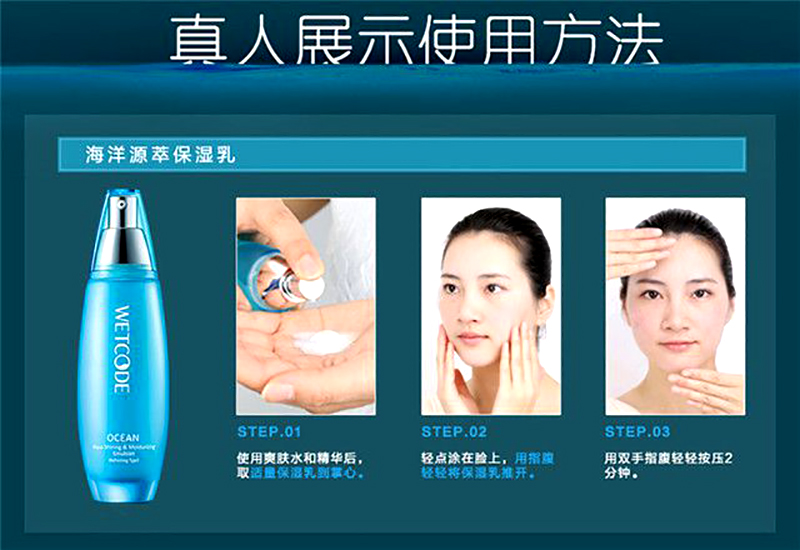 真人展示使用方法
海洋源萃保湿乳
WETCODE
OCEAN
& Moisturizing
Emulsion
STEP.01
使用爽肤水和精华后，
取适量保湿乳到掌心。
STEP.02
轻点涂在脸上，用指腹
轻轻将保湿乳推开。
STEP.03
用双手指腹轻轻按压2
分钟。